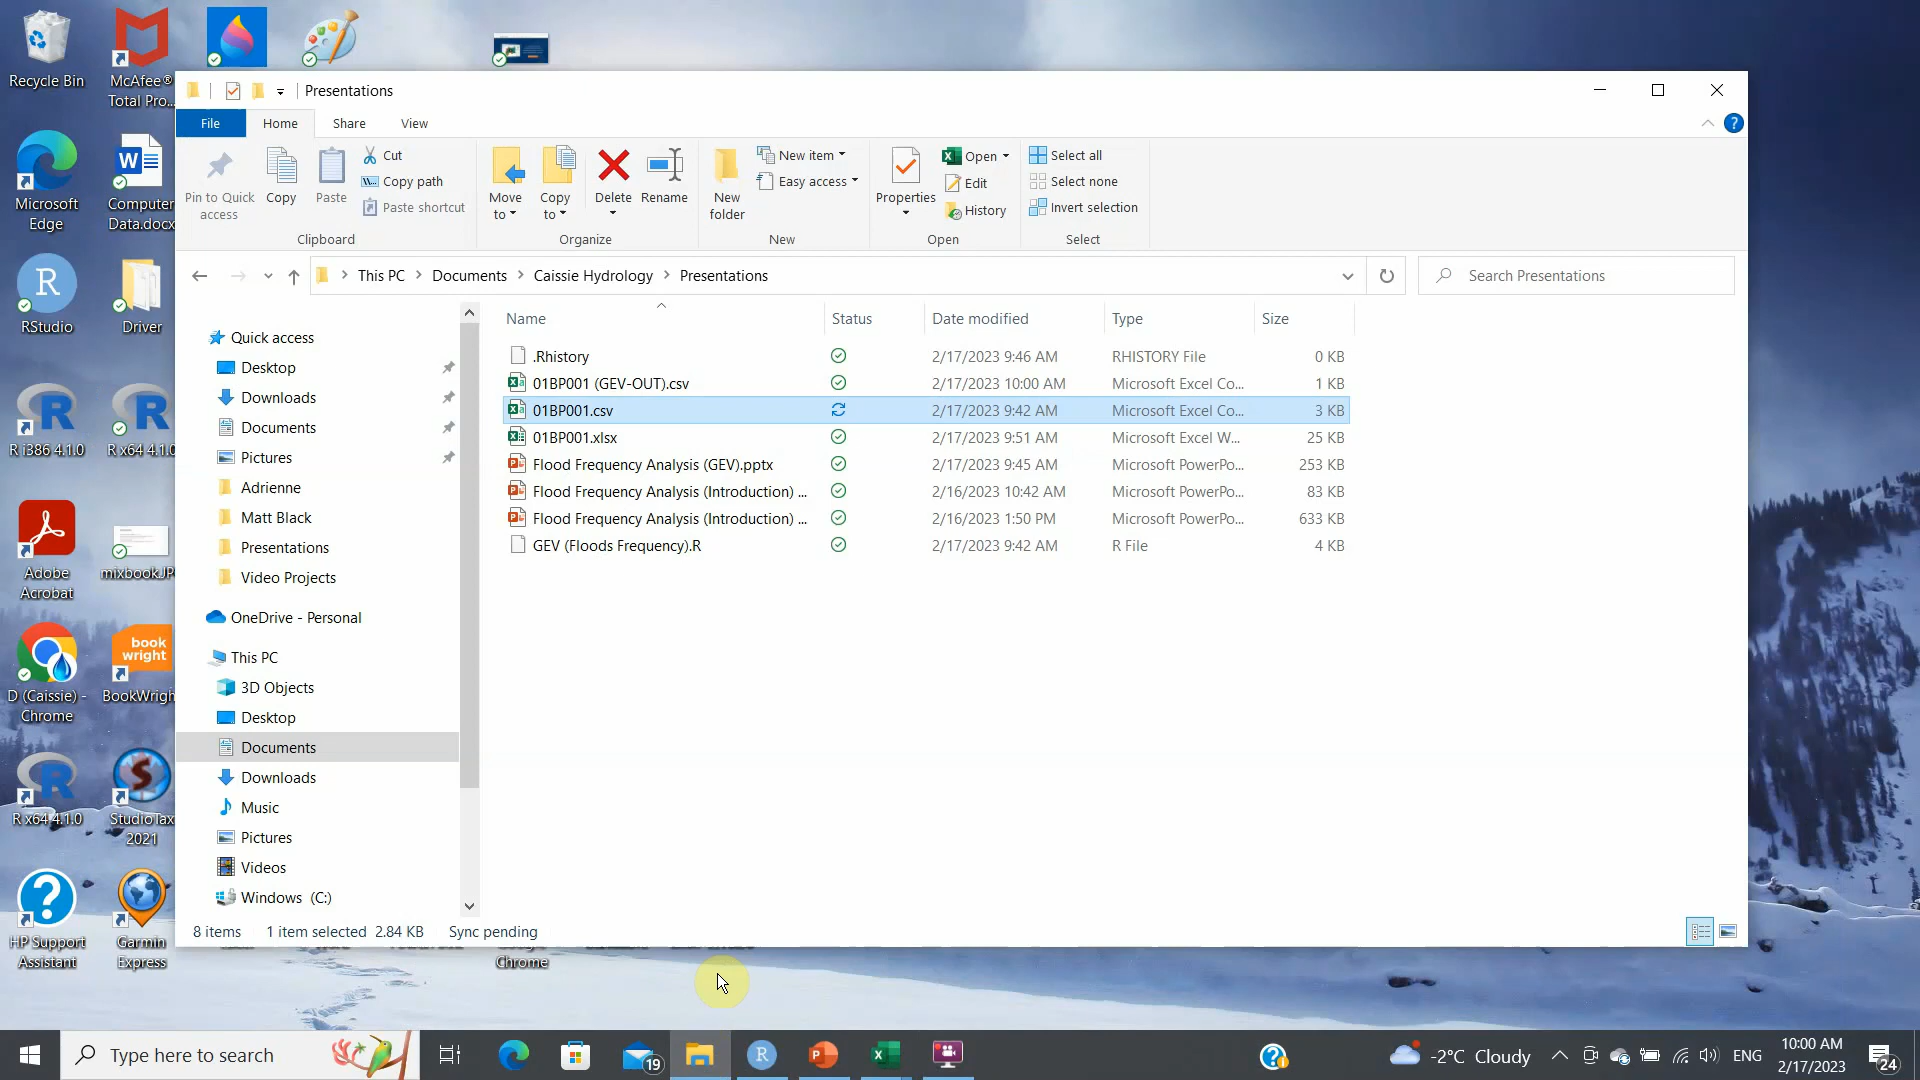 Recycle Bin
McAfee®
Total Pro...
Microsoft
Edge
Computer
Data.docx
RStudio
Driver
R i386 4.1.0
R x64 4.1.0
Adobe
Acrobat
mixbookJP
D (Caissie) -
Chrome
book
wright
BookWrigh
R x64 4.1.0
StudioTax
2021
HP Support
Assistant
Garmin
Express
Chrome
Presentations
File
Home
Share
View
Pin to Quick
access
Copy
Paste
Cut
Copy path
Paste shortcut
Clipboard
Move
to
Copy
to
Delete
Rename
Organize
New
folder
New item
Easy access
New
Properties
Open
Edit
History
Open
Select all
Select none
Invert selection
Select
This PC > Documents > Caissie Hydrology > Presentations
Search Presentations
Quick access
Desktop
Downloads
Documents
Pictures
Adrienne
Matt Black
Presentations
Video Projects
OneDrive - Personal
This PC
3D Objects
Desktop
Documents
Downloads
Music
Pictures
Videos
Windows (C:)
Name Status Date modified Type Size
.Rhistory 2/17/2023 9:46 AM RHISTORY File 0 KB
01BP001 (GEV-OUT).csv 2/17/2023 10:00 AM Microsoft Excel Co... 1 KB
01BP001.csv 2/17/2023 9:42 AM Microsoft Excel Co... 3 KB
01BP001.xlsx 2/17/2023 9:51 AM Microsoft Excel W... 25 KB
Flood Frequency Analysis (GEV).pptx 2/17/2023 9:45 AM Microsoft PowerPo... 253 KB
Flood Frequency Analysis (Introduction) ... 2/16/2023 10:42 AM Microsoft PowerPo... 83 KB
Flood Frequency Analysis (Introduction) ... 2/16/2023 1:50 PM Microsoft PowerPo... 633 KB
GEV (Floods Frequency).R 2/17/2023 9:42 AM R File 4 KB
8 items 1 item selected 2.84 KB Sync pending
Type here to search
19
-2°C Cloudy
ENG
10:00 AM
2/17/2023
24